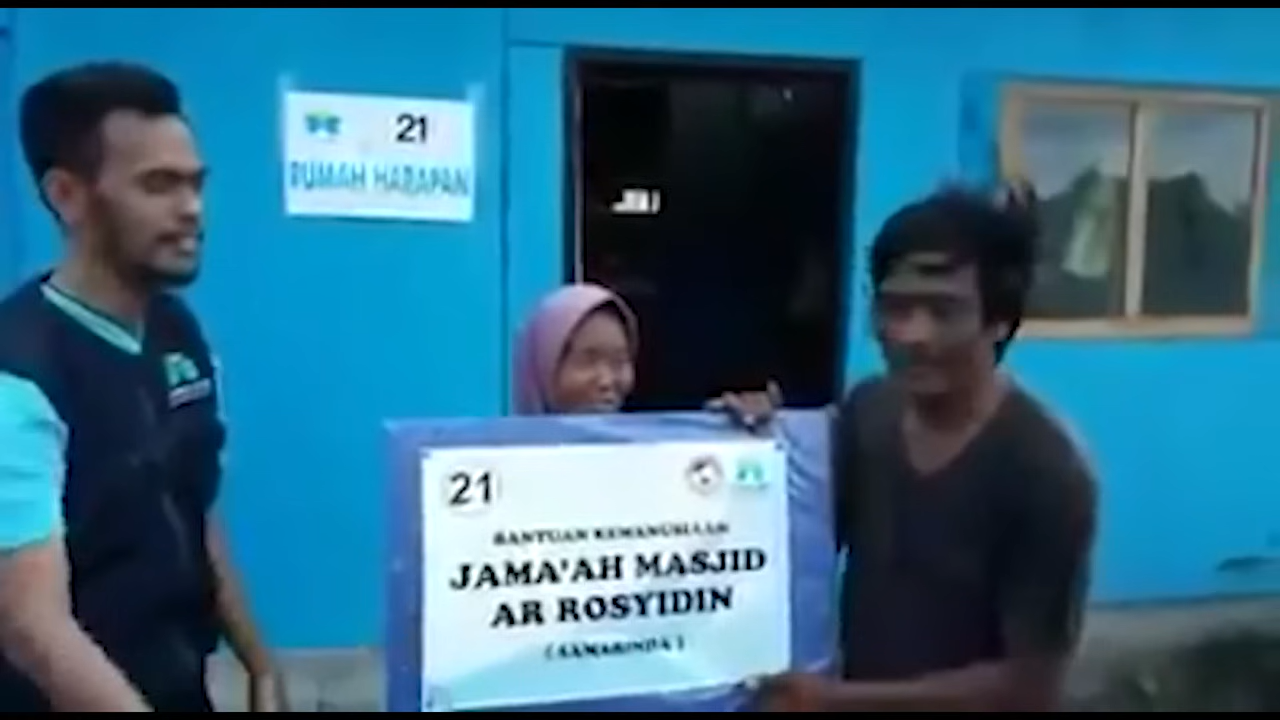 21
RUMAH HARAPAN
21
BANTUAN KEMANUSIAAN
JAMA'AH MASJID
AR ROSYIDIN
( SAMARINDA )